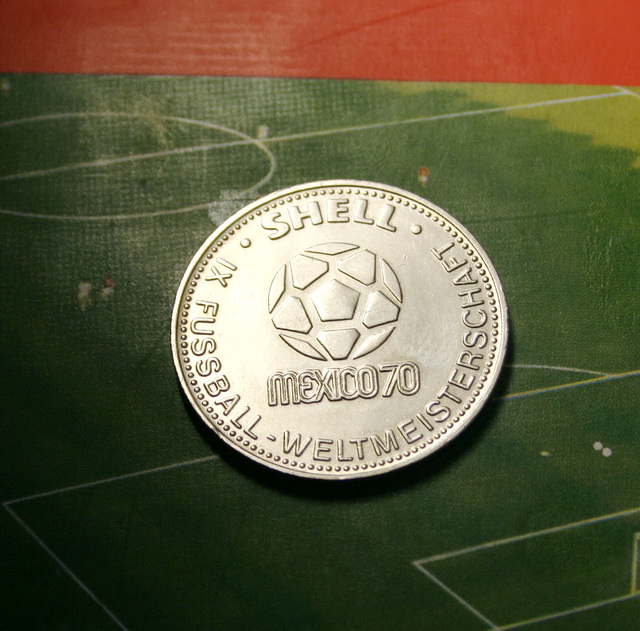 • SHELL •
MEXICO70
IX FUSSBALL-WELTMEISTERSCHAFT